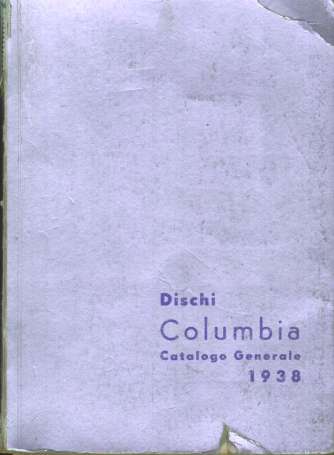 Dischi
Columbia
Catalogo Generale
1938